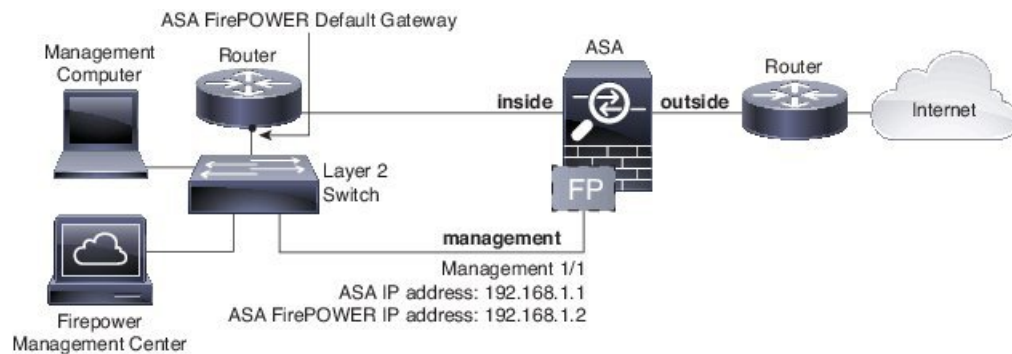 ASA FirePOWER Default Gateway
Management
Computer
Router
ASA
Router
inside
outside
Internet
Layer 2
Switch
FP
management
Management 1/1
ASA IP address: 192.168.1.1
ASA FirePOWER IP address: 192.168.1.2
Firepower
Management Center